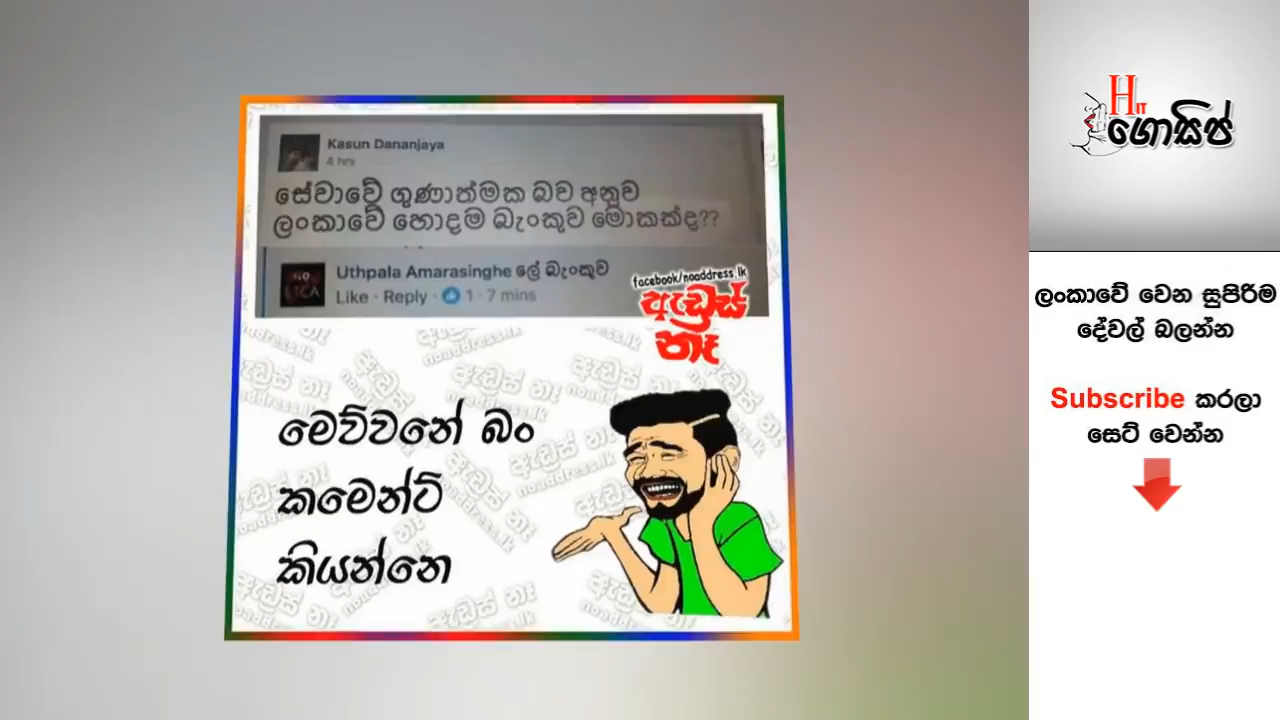 Kasun Dananjaya
4 hrs
සේවාවේ ගුණාත්මක බව අනුව
ලංකාවේ හොදම බැංකුව මොකක්ද??
Uthpala Amarasinghe ලේ බැංකුව
Like · Reply · 1 · 7 mins
facebook/noaddress.lk
ඇඩ්‍රස්
නෑ
මෙව්වනේ බං
කමෙන්ට්
කියන්නෙ
HIT
ගොසිප්
ලංකාවේ වෙන සුපිරිම
දේවල් බලන්න
Subscribe කරලා
සෙට් වෙන්න